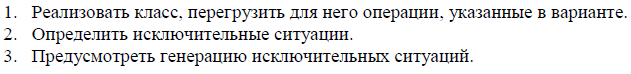 1. Реализовать класс, перегрузить для него операции, указанные в варианте.
2. Определить исключительные ситуации.
3. Предусмотреть генерацию исключительных ситуаций.